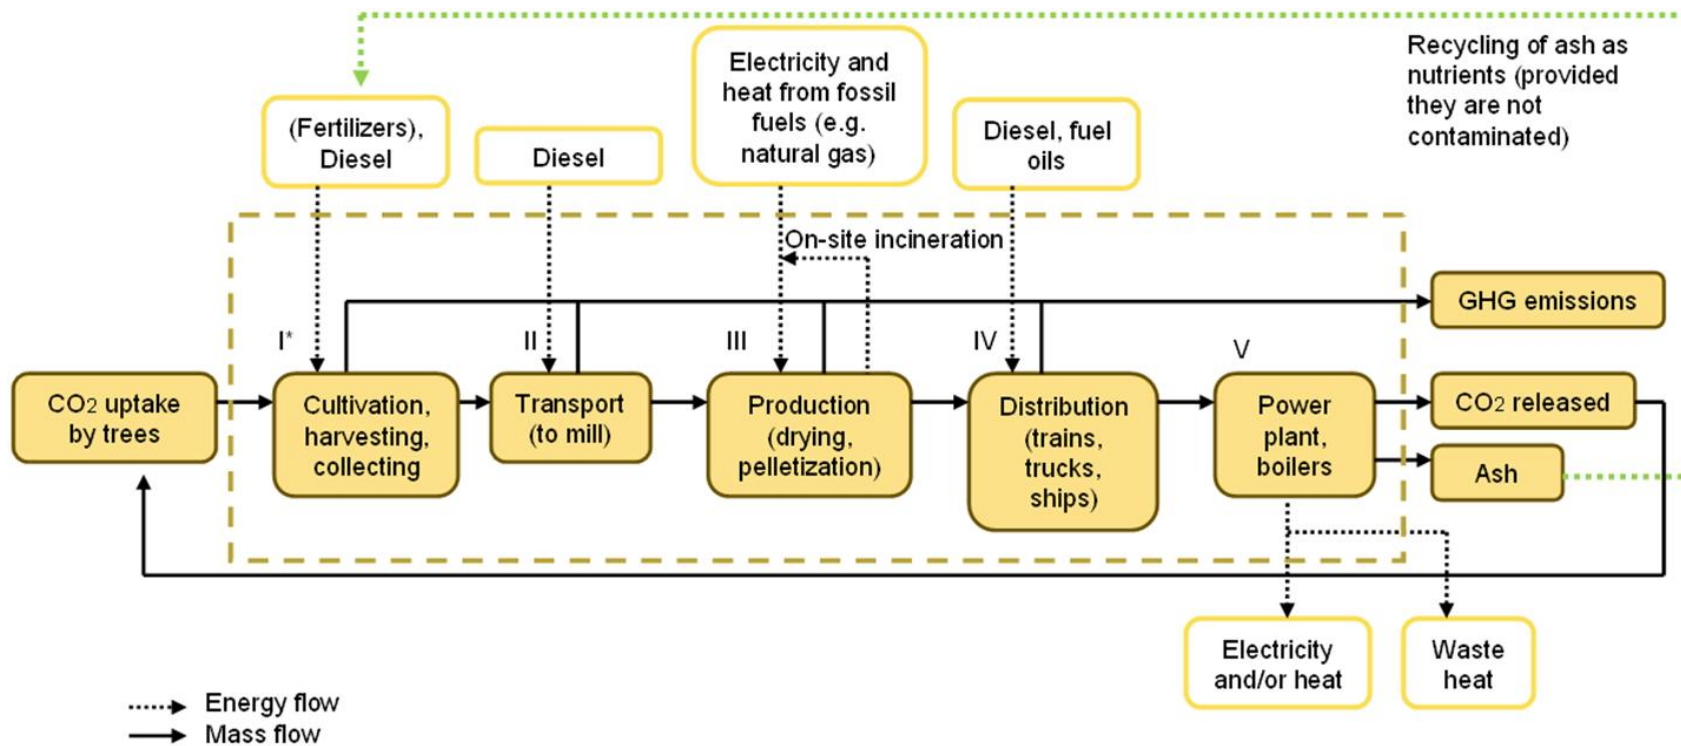 Recycling of ash as
nutrients (provided
they are not
contaminated)
Electricity and
heat from fossil
fuels (e.g.
natural gas)
(Fertilizers),
Diesel
Diesel
Diesel, fuel
oils
On-site incineration
GHG emissions
I*
II
III
IV
V
CO2 uptake
by trees
Cultivation,
harvesting,
collecting
Transport
(to mill)
Production
(drying,
pelletization)
Distribution
(trains,
trucks,
ships)
Power
plant,
boilers
CO2 released
Ash
Electricity
and/or heat
Waste
heat
Energy flow
Mass flow